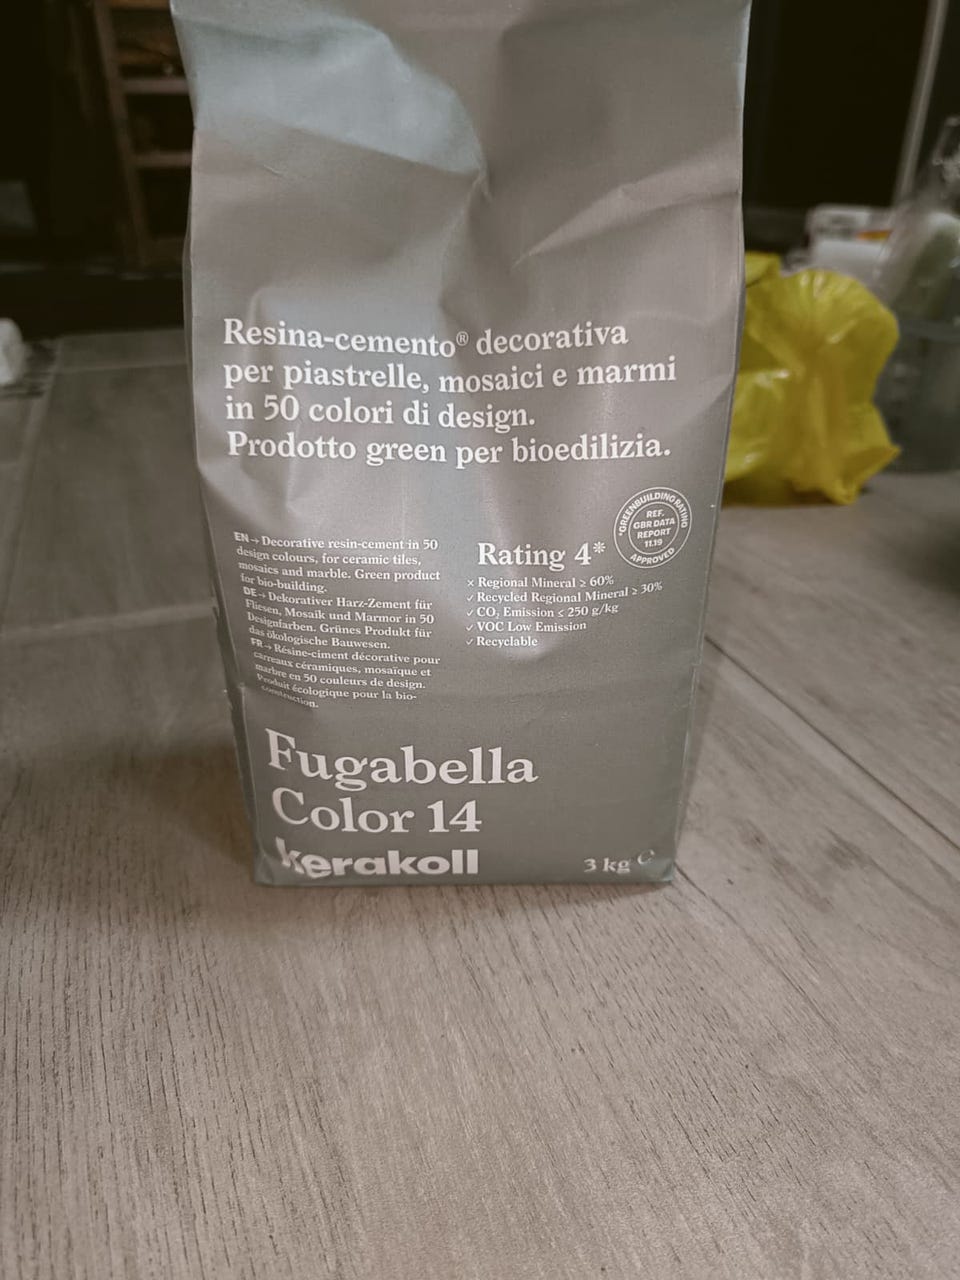 Resina-cemento® decorativa
per piastrelle, mosaici e marmi
in 50 colori di design.
Prodotto green per bioedilizia.
EN→ Decorative resin-cement in 50
design colours, for ceramic tiles,
mosaics and marble. Green product
for bio-building.
DE→ Dekorativer Harz-Zement für
Fliesen, Mosaik und Marmor in 50
Designfarben. Grünes Produkt für
das ökologische Bauwesen.
FR→ Résine-ciment décorative pour
carreaux céramiques, mosaïque et
marbre en 50 couleurs de design.
Produit écologique pour la bio-
construction.
*GREENBUILDING RATING
REF.
GBR DATA
REPORT
11.19
APPROVED
Rating 4*
× Regional Mineral ≥ 60%
✓ Recycled Regional Mineral ≥ 30%
✓ CO₂ Emission ≤ 250 g/kg
✓ VOC Low Emission
✓ Recyclable
Fugabella
Color 14
kerakoll
3 kg